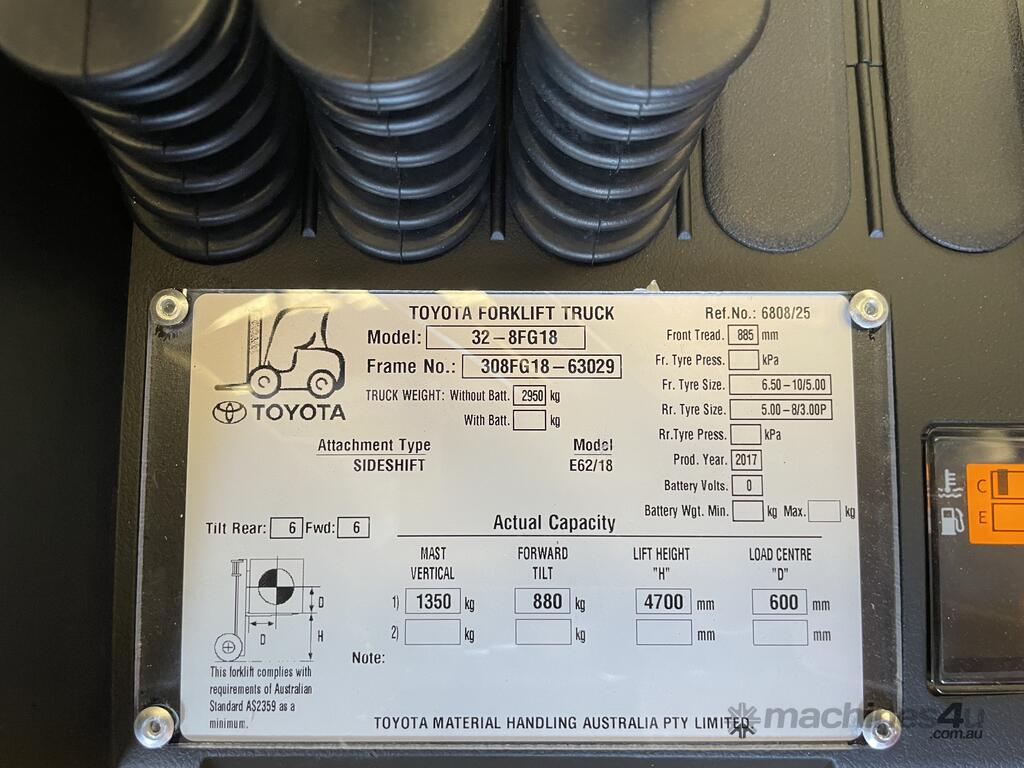 TOYOTA FORKLIFT TRUCK
Ref.No.: 6808/25
Model: 32-8FG18
Frame No.: 308FG18-63029
TRUCK WEIGHT: Without Batt. 2950 kg
With Batt. kg
TOYOTA
Attachment Type Model
SIDESHIFT E62/18
Front Tread. 885 mm
Fr. Tyre Press. kPa
Fr. Tyre Size. 6.50-10/5.00
Rr. Tyre Size. 5.00-8/3.00P
Rr.Tyre Press. kPa
Prod. Year. 2017
Battery Volts. 0
Battery Wgt. Min. kg Max. kg
Tilt Rear: 6 Fwd: 6
Actual Capacity
MAST VERTICAL FORWARD TILT LIFT HEIGHT "H" LOAD CENTRE "D"
1) 1350 kg 880 kg 4700 mm 600 mm
2) kg kg mm mm
D
D
H
Note:
This forklift complies with
requirements of Australian
Standard AS2359 as a
minimum.
TOYOTA MATERIAL HANDLING AUSTRALIA PTY LIMITED.
C
E
machines4u
.com.au